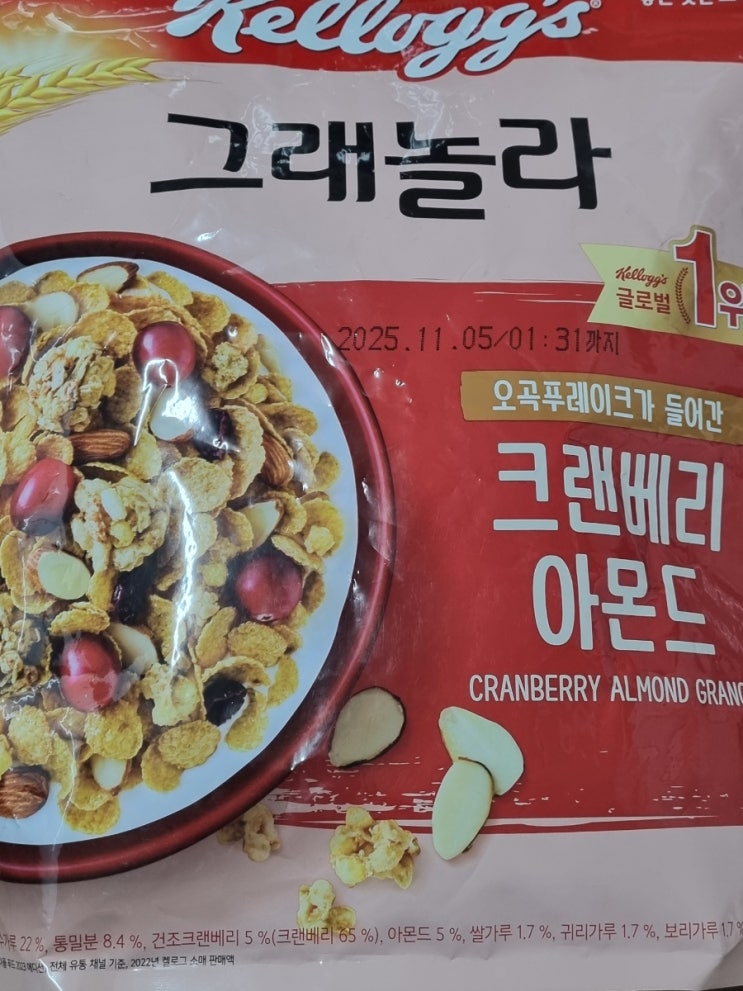 Kellogg's®
그래놀라
Kellogg's
글로벌 1위
2025.11.05/01:31까지
오곡푸레이크가 들어간
크랜베리
아몬드
CRANBERRY ALMOND
22 %, 통밀분 8.4 %, 건조크랜베리 5 %(크랜베리 65 %), 아몬드 5 %, 쌀가루 1.7 %, 귀리가루 1.7 %, 보리가루 1.7 %
전체 유통 채널 기준, 2022년 켈로그 소매 판매액